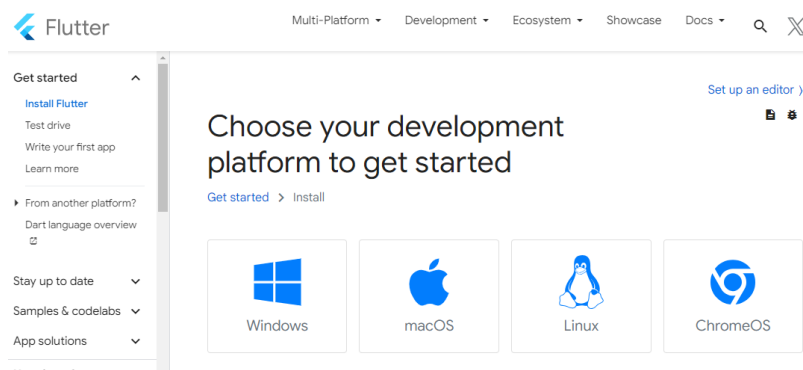 Flutter
Multi-Platform
Development
Ecosystem
Showcase
Docs
Get started
Install Flutter
Test drive
Write your first app
Learn more
From another platform?
Dart language overview
Stay up to date
Samples & codelabs
App solutions
Set up an editor
Choose your development
platform to get started
Get started > Install
Windows
macOS
Linux
ChromeOS